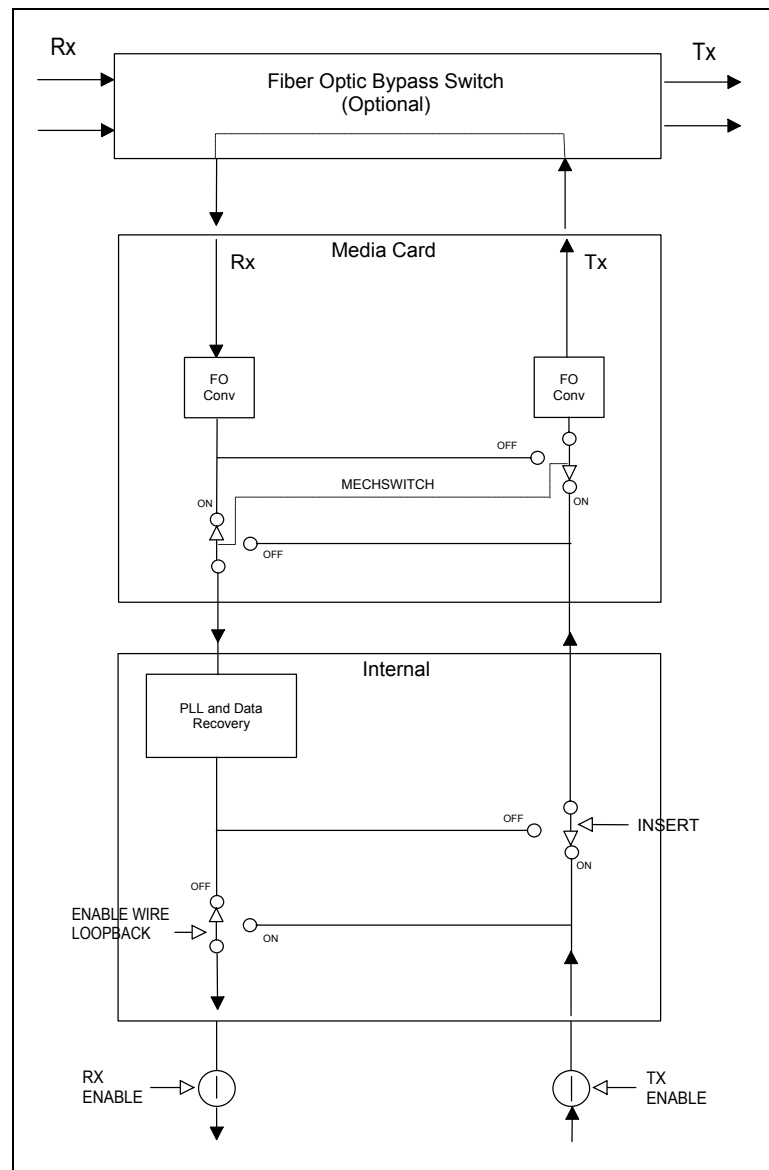 Rx
Tx
Fiber Optic Bypass Switch
(Optional)
Media Card
Rx
Tx
FO
Conv
FO
Conv
OFF
MECHSWITCH
ON
ON
OFF
Internal
PLL and Data
Recovery
OFF
INSERT
ON
OFF
ENABLE WIRE
LOOPBACK
ON
RX
ENABLE
TX
ENABLE